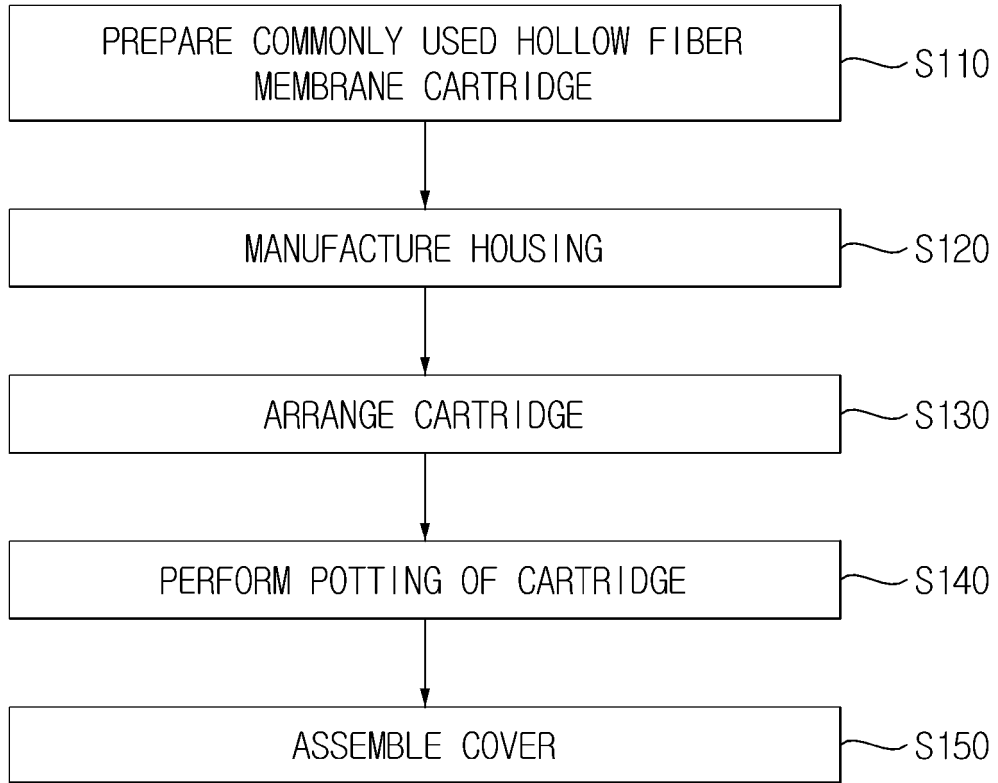 PREPARE COMMONLY USED HOLLOW FIBER
MEMBRANE CARTRIDGE
S110
MANUFACTURE HOUSING
S120
ARRANGE CARTRIDGE
S130
PERFORM POTTING OF CARTRIDGE
S140
ASSEMBLE COVER
S150